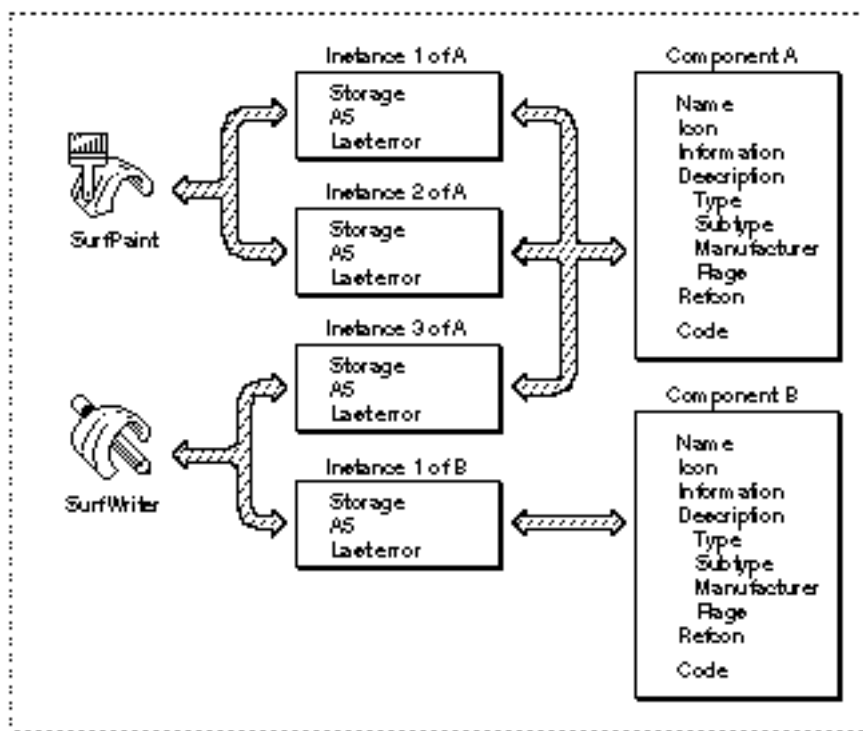 Instance 1 of A
Storage
A5
Lasterror
Instance 2 of A
Storage
A5
Lasterror
SurfPaint
Component A
Name
Icon
Information
Description
Type
Subtype
Manufacturer
Flags
Refcon
Code
Instance 3 of A
Storage
A5
Lasterror
Instance 1 of B
Storage
A5
Lasterror
SurfWriter
Component B
Name
Icon
Information
Description
Type
Subtype
Manufacturer
Flags
Refcon
Code